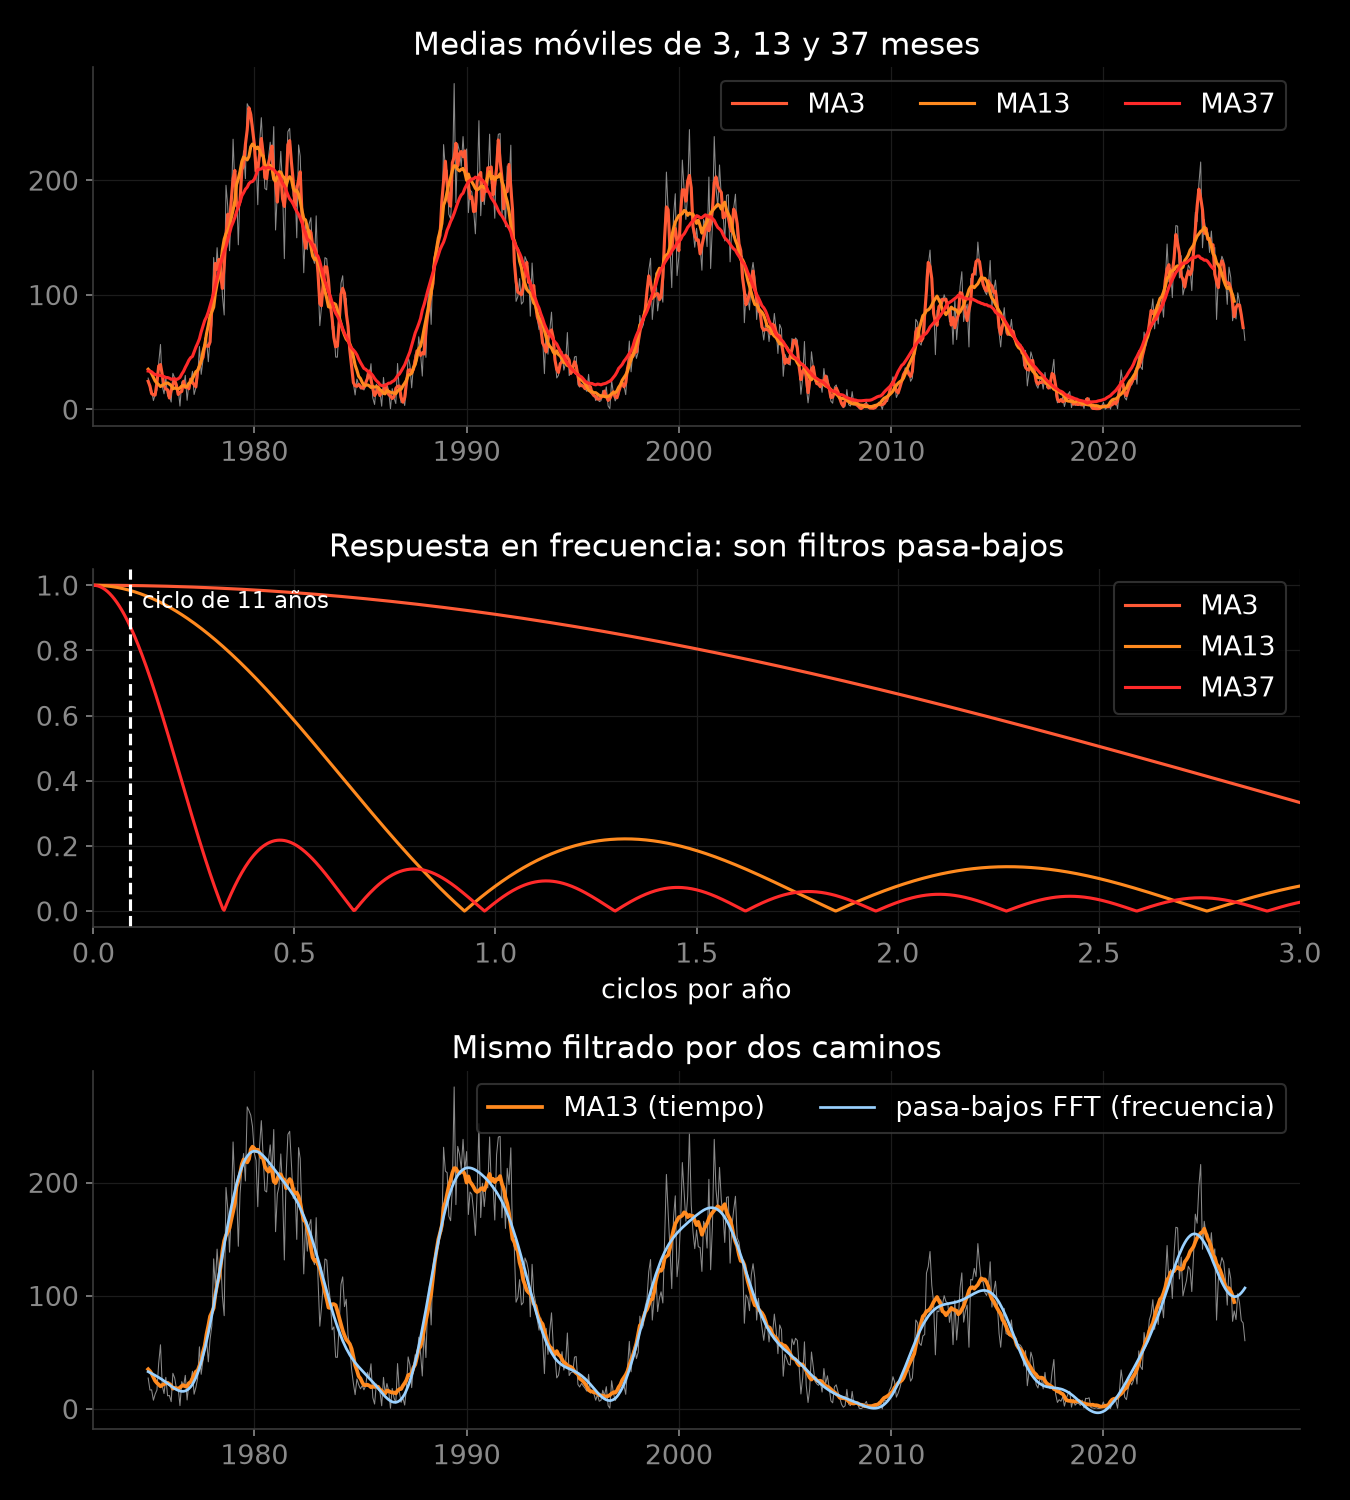 Medias móviles de 3, 13 y 37 meses
MA3 MA13 MA37
200
100
0
1980 1990 2000 2010 2020
Respuesta en frecuencia: son filtros pasa-bajos
1.0
ciclo de 11 años
MA3
0.8
MA13
MA37
0.6
0.4
0.2
0.0
0.0 0.5 1.0 1.5 2.0 2.5 3.0
ciclos por año
Mismo filtrado por dos caminos
MA13 (tiempo) pasa-bajos FFT (frecuencia)
200
100
0
1980 1990 2000 2010 2020